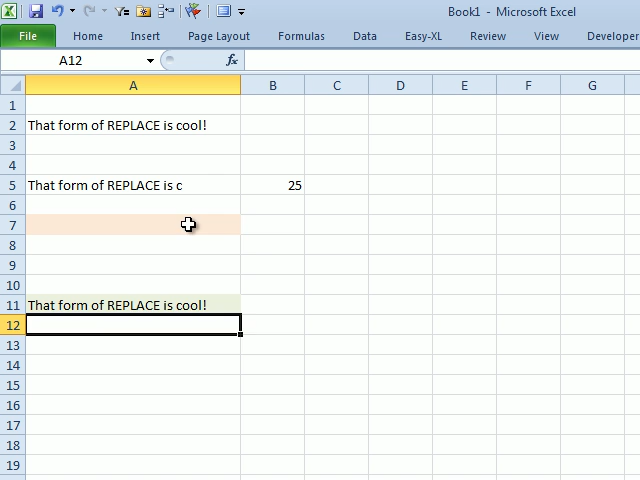 Book1 - Microsoft Excel
File Home Insert Page Layout Formulas Data Easy-XL Review View Developer
A12 fx
A B C D E F G
1
2 That form of REPLACE is cool!
3
4
5 That form of REPLACE is c 25
6
7
8
9
10
11 That form of REPLACE is cool!
12
13
14
15
16
17
18
19